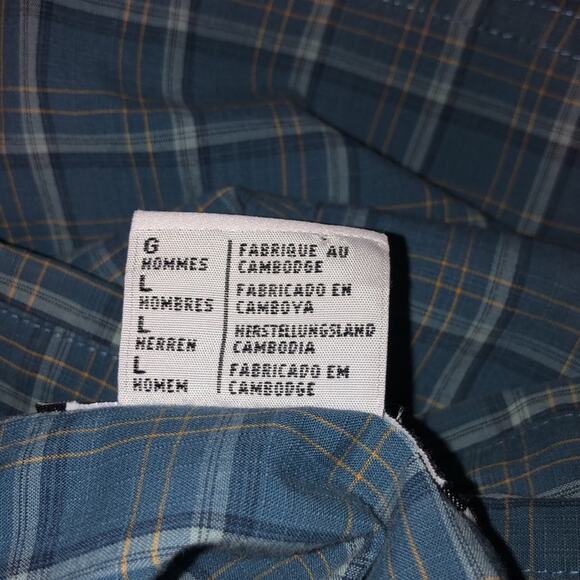 G
HOMMES
FABRIQUE AU
CAMBODGE
L
HOMBRES
FABRICADO EN
CAMBOYA
L
HERREN
HERSTELLUNGSLAND
CAMBODIA
L
HOMEM
FABRICADO EM
CAMBODGE